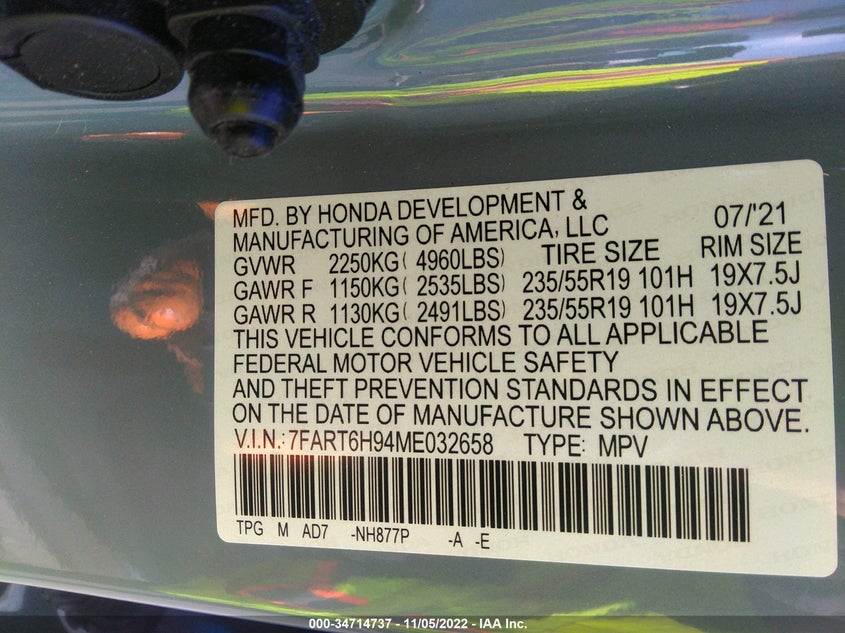 MFD. BY HONDA DEVELOPMENT &
MANUFACTURING OF AMERICA, LLC 07/'21
GVWR 2250KG( 4960LBS) TIRE SIZE RIM SIZE
GAWR F 1150KG( 2535LBS) 235/55R19 101H 19X7.5J
GAWR R 1130KG( 2491LBS) 235/55R19 101H 19X7.5J
THIS VEHICLE CONFORMS TO ALL APPLICABLE
FEDERAL MOTOR VEHICLE SAFETY
AND THEFT PREVENTION STANDARDS IN EFFECT
ON THE DATE OF MANUFACTURE SHOWN ABOVE.
V.I.N.: 7FART6H94ME032658 TYPE: MPV
TPG M AD7 -NH877P -A -E
000-34714737 - 11/05/2022 - IAA Inc.